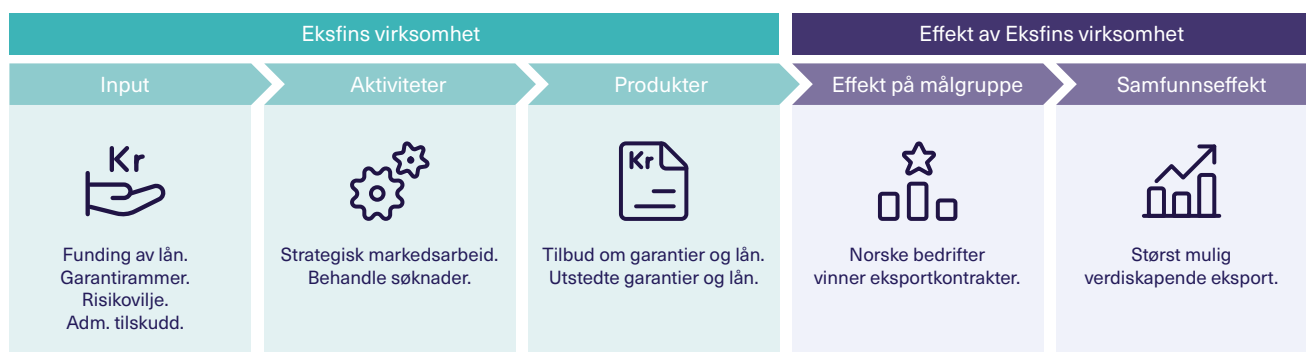 Eksfins virksomhet
Effekt av Eksfins virksomhet
Input
Aktiviteter
Produkter
Effekt på målgruppe
Samfunnseffekt
Kr
Funding av lån.
Garantirammer.
Risikovilje.
Adm. tilskudd.
Strategisk markedsarbeid.
Behandle søknader.
Kr
Tilbud om garantier og lån.
Utstedte garantier og lån.
Norske bedrifter
vinner eksportkontrakter.
Størst mulig
verdiskapende eksport.